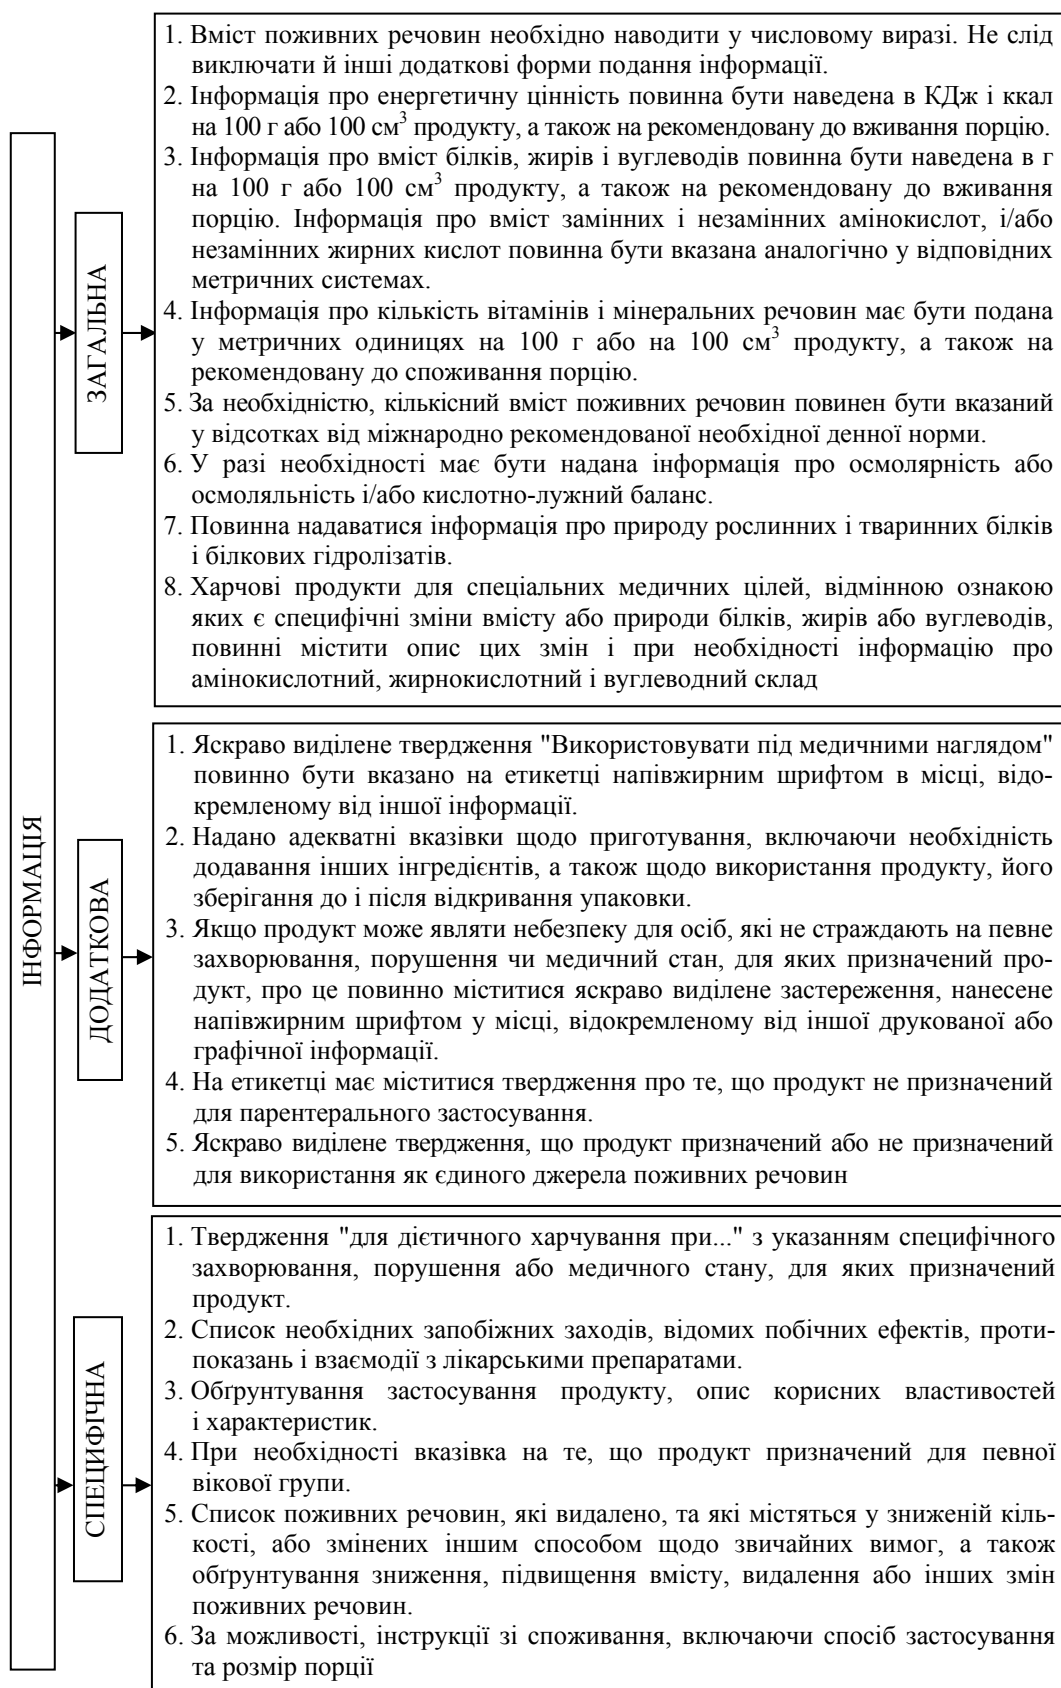 ІНФОРМАЦІЯ
ЗАГАЛЬНА
1. Вміст поживних речовин необхідно наводити у числовому виразі. Не слід
виключати й інші додаткові форми подання інформації.
2. Інформація про енергетичну цінність повинна бути наведена в КДж і ккал
на 100 г або 100 см³ продукту, а також на рекомендовану до вживання порцію.
3. Інформація про вміст білків, жирів і вуглеводів повинна бути наведена в г
на 100 г або 100 см³ продукту, а також на рекомендовану до вживання
порцію. Інформація про вміст замінних і незамінних амінокислот, і/або
незамінних жирних кислот повинна бути вказана аналогічно у відповідних
метричних системах.
4. Інформація про кількість вітамінів і мінеральних речовин має бути подана
у метричних одиницях на 100 г або на 100 см³ продукту, а також на
рекомендовану до споживання порцію.
5. За необхідністю, кількісний вміст поживних речовин повинен бути вказаний
у відсотках від міжнародно рекомендованої необхідної денної норми.
6. У разі необхідності має бути надана інформація про осмолярність або
осмоляльність і/або кислотно-лужний баланс.
7. Повинна надаватися інформація про природу рослинних і тваринних білків
і білкових гідролізатів.
8. Харчові продукти для спеціальних медичних цілей, відмінною ознакою
яких є специфічні зміни вмісту або природи білків, жирів або вуглеводів,
повинні містити опис цих змін і при необхідності інформацію про
амінокислотний, жирнокислотний і вуглеводний склад
ДОДАТКОВА
1. Яскраво виділене твердження "Використовувати під медичними наглядом"
повинно бути вказано на етикетці напівжирним шрифтом в місці, відо-
кремленому від іншої інформації.
2. Надано адекватні вказівки щодо приготування, включаючи необхідність
додавання інших інгредієнтів, а також щодо використання продукту, його
зберігання до і після відкривання упаковки.
3. Якщо продукт може являти небезпеку для осіб, які не страждають на певне
захворювання, порушення чи медичний стан, для яких призначений про-
дукт, про це повинно міститися яскраво виділене застереження, нанесене
напівжирним шрифтом у місці, відокремленому від іншої друкованої або
графічної інформації.
4. На етикетці має міститися твердження про те, що продукт не призначений
для парентерального застосування.
5. Яскраво виділене твердження, що продукт призначений або не призначений
для використання як єдиного джерела поживних речовин
СПЕЦИФІЧНА
1. Твердження "для дієтичного харчування при..." з указанням специфічного
захворювання, порушення або медичного стану, для яких призначений
продукт.
2. Список необхідних запобіжних заходів, відомих побічних ефектів, проти-
показань і взаємодії з лікарськими препаратами.
3. Обґрунтування застосування продукту, опис корисних властивостей
і характеристик.
4. При необхідності вказівка на те, що продукт призначений для певної
вікової групи.
5. Список поживних речовин, які видалено, та які містяться у зниженій кіль-
кості, або змінених іншим способом щодо звичайних вимог, а також
обґрунтування зниження, підвищення вмісту, видалення або інших змін
поживних речовин.
6. За можливості, інструкції зі споживання, включаючи спосіб застосування
та розмір порції